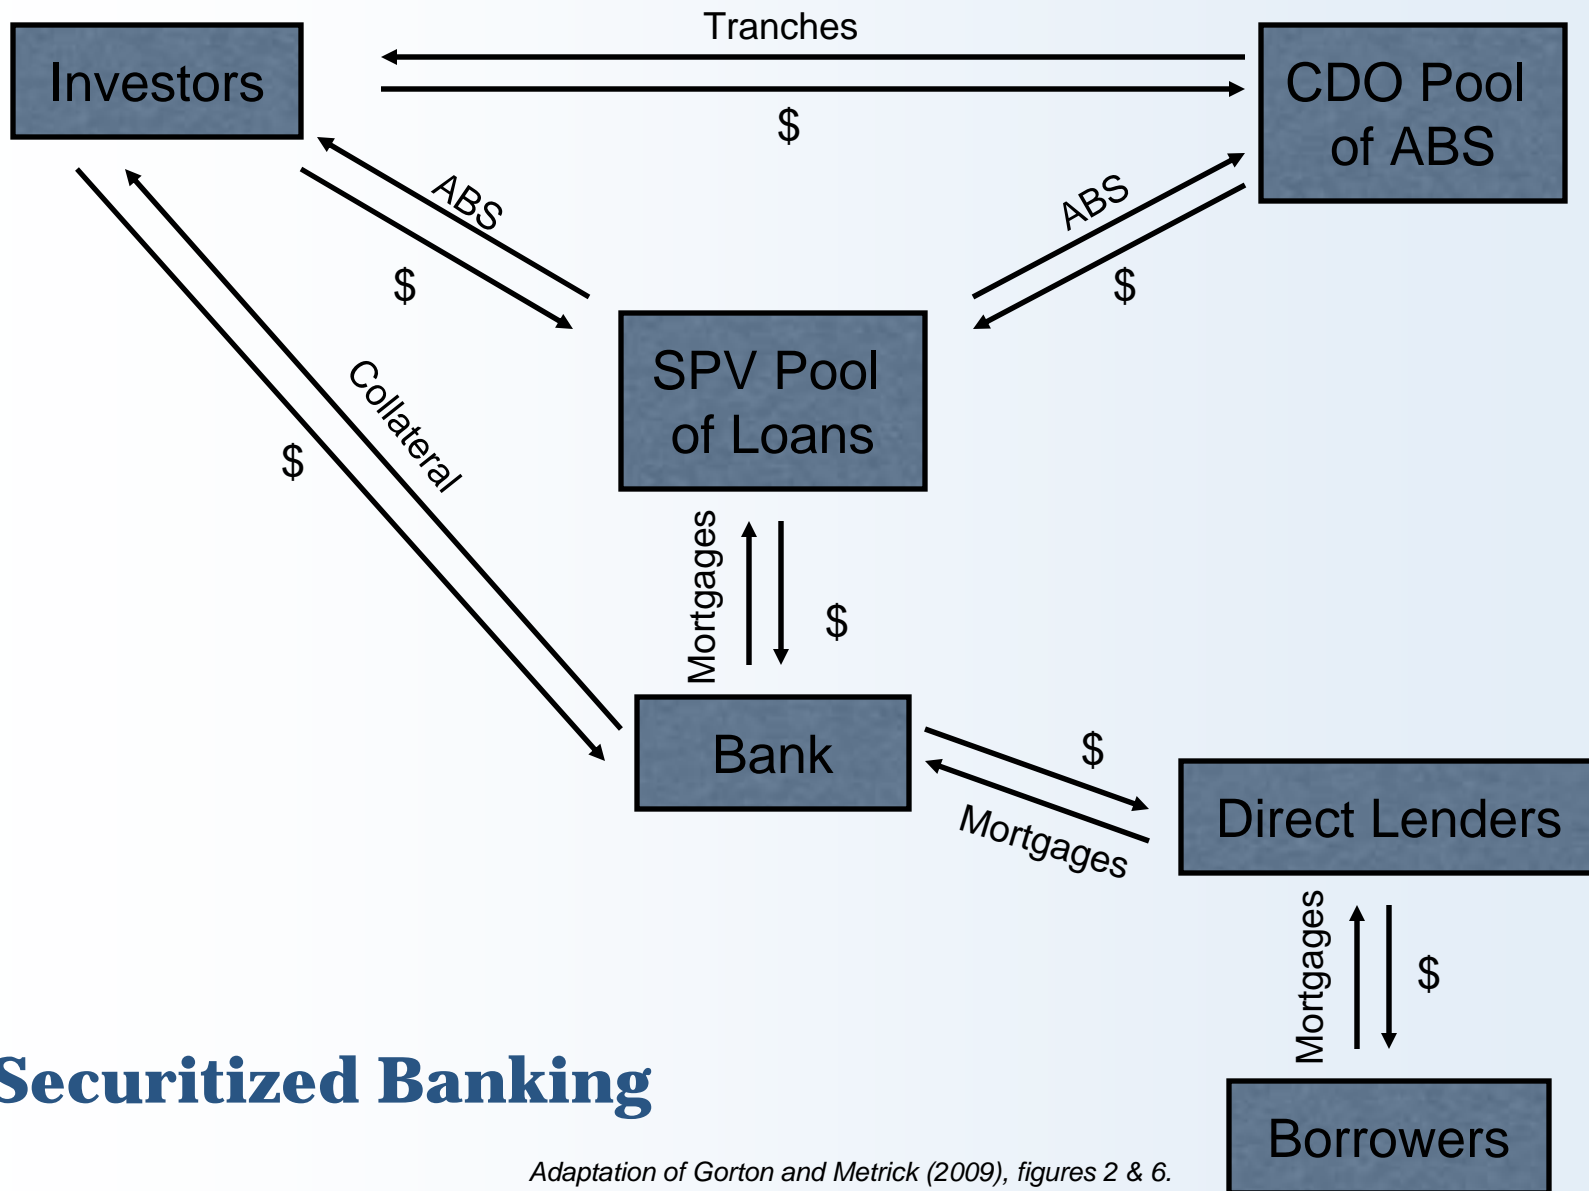 Tranches
Investors
CDO Pool
of ABS
$
ABS
$
ABS
$
SPV Pool
of Loans
Collateral
$
Mortgages
$
Bank
$
Mortgages
Direct Lenders
Mortgages
$
Securitized Banking
Borrowers
Adaptation of Gorton and Metrick (2009), figures 2 & 6.